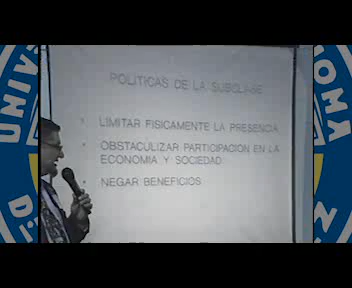 POLITICAS DE LA SUBCLASE
LIMITAR FISICAMENTE LA PRESENCIA
OBSTACULIZAR PARTICIPACION EN LA
ECONOMIA Y SOCIEDAD
NEGAR BENEFICIOS